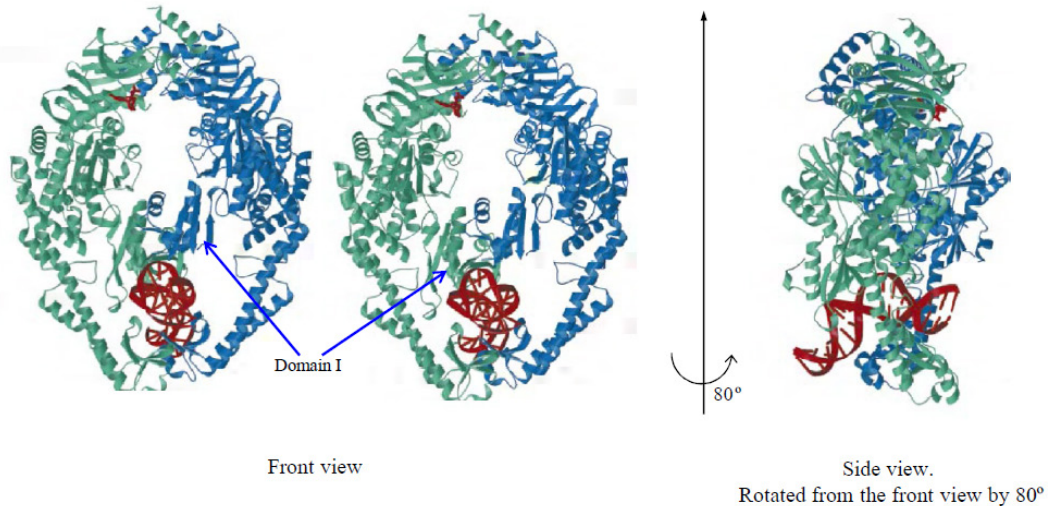 Domain I
80º
Front view
Side view.
Rotated from the front view by 80º